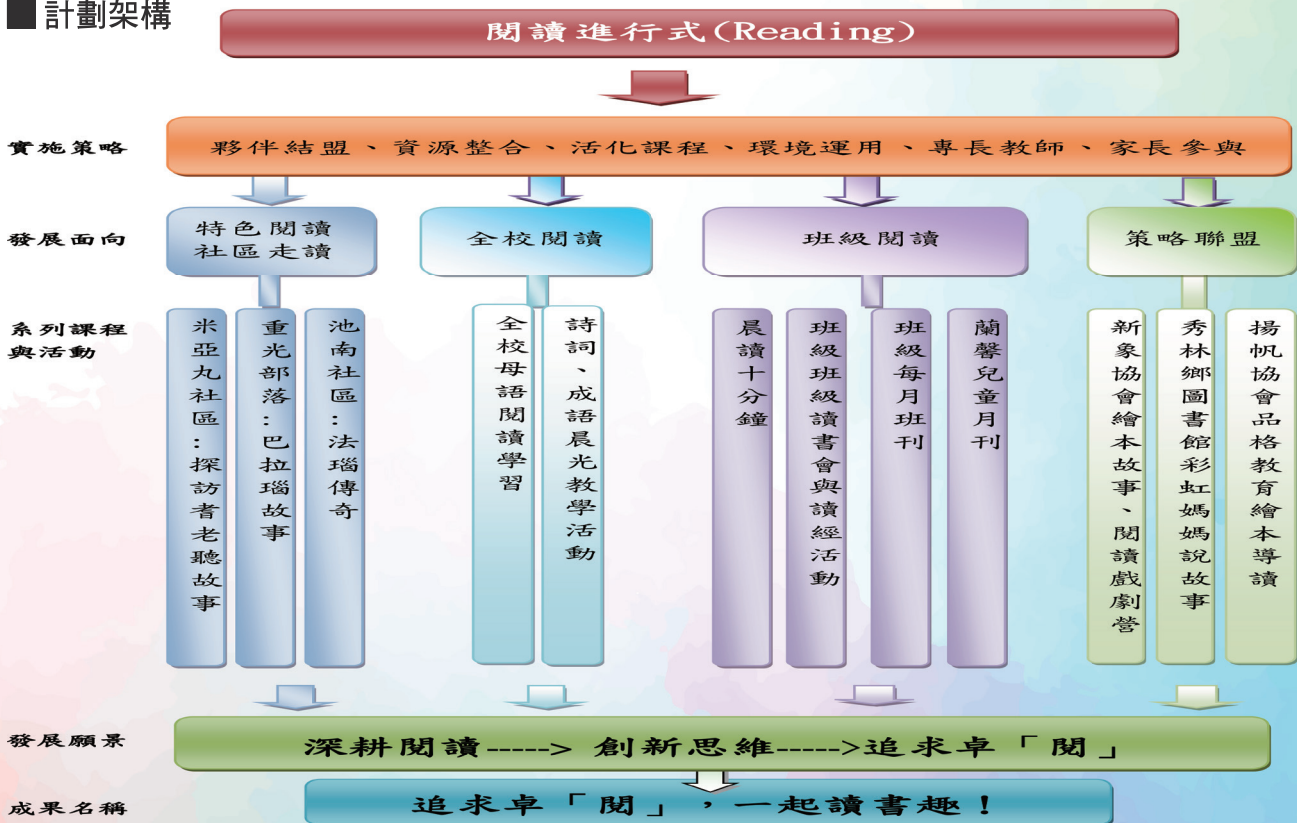 計劃架構
閱讀進行式(Reading)
實施策略
夥伴結盟、資源整合、活化課程、環境運用、專長教師、家長參與
發展面向
特色閱讀
社區走讀
全校閱讀
班級閱讀
策略聯盟
系列課程
與活動
米亞丸社區：探訪耆老聽故事
重光部落：巴拉瑙故事
池南社區：法瑙傳奇
全校母語閱讀學習
詩詞、成語晨光教學活動
晨讀十分鐘
班級班級讀書會與讀經活動
班級每月班刊
蘭馨兒童月刊
新象協會繪本故事、閱讀戲劇營
秀林鄉圖書館彩虹媽媽說故事
揚帆協會品格教育繪本導讀
發展願景
深耕閱讀-----> 創新思維----->追求卓「閱」
成果名稱
追求卓「閱」，一起讀書趣！